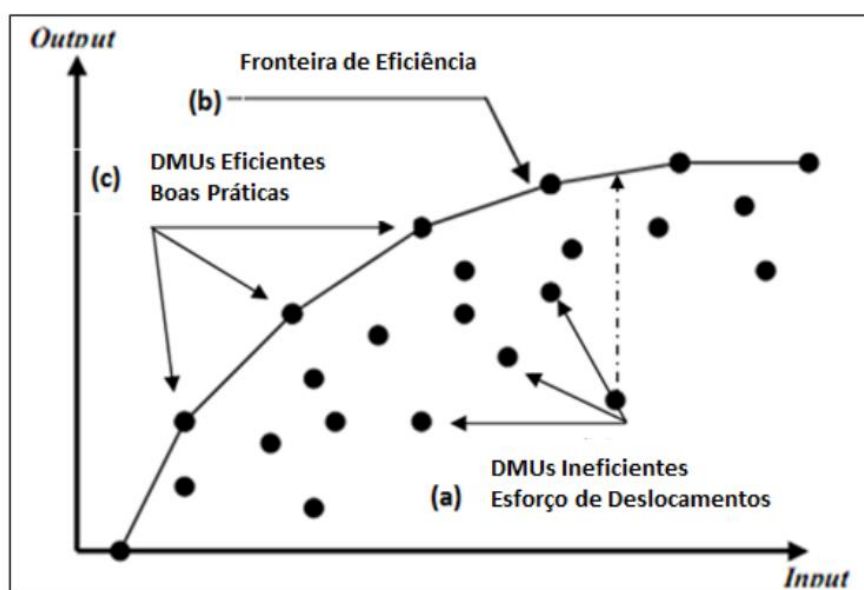 Output
Fronteira de Eficiência
(b)
(c)
DMUs Eficientes
Boas Práticas
DMUs Ineficientes
(a)
Esforço de Deslocamentos
Input